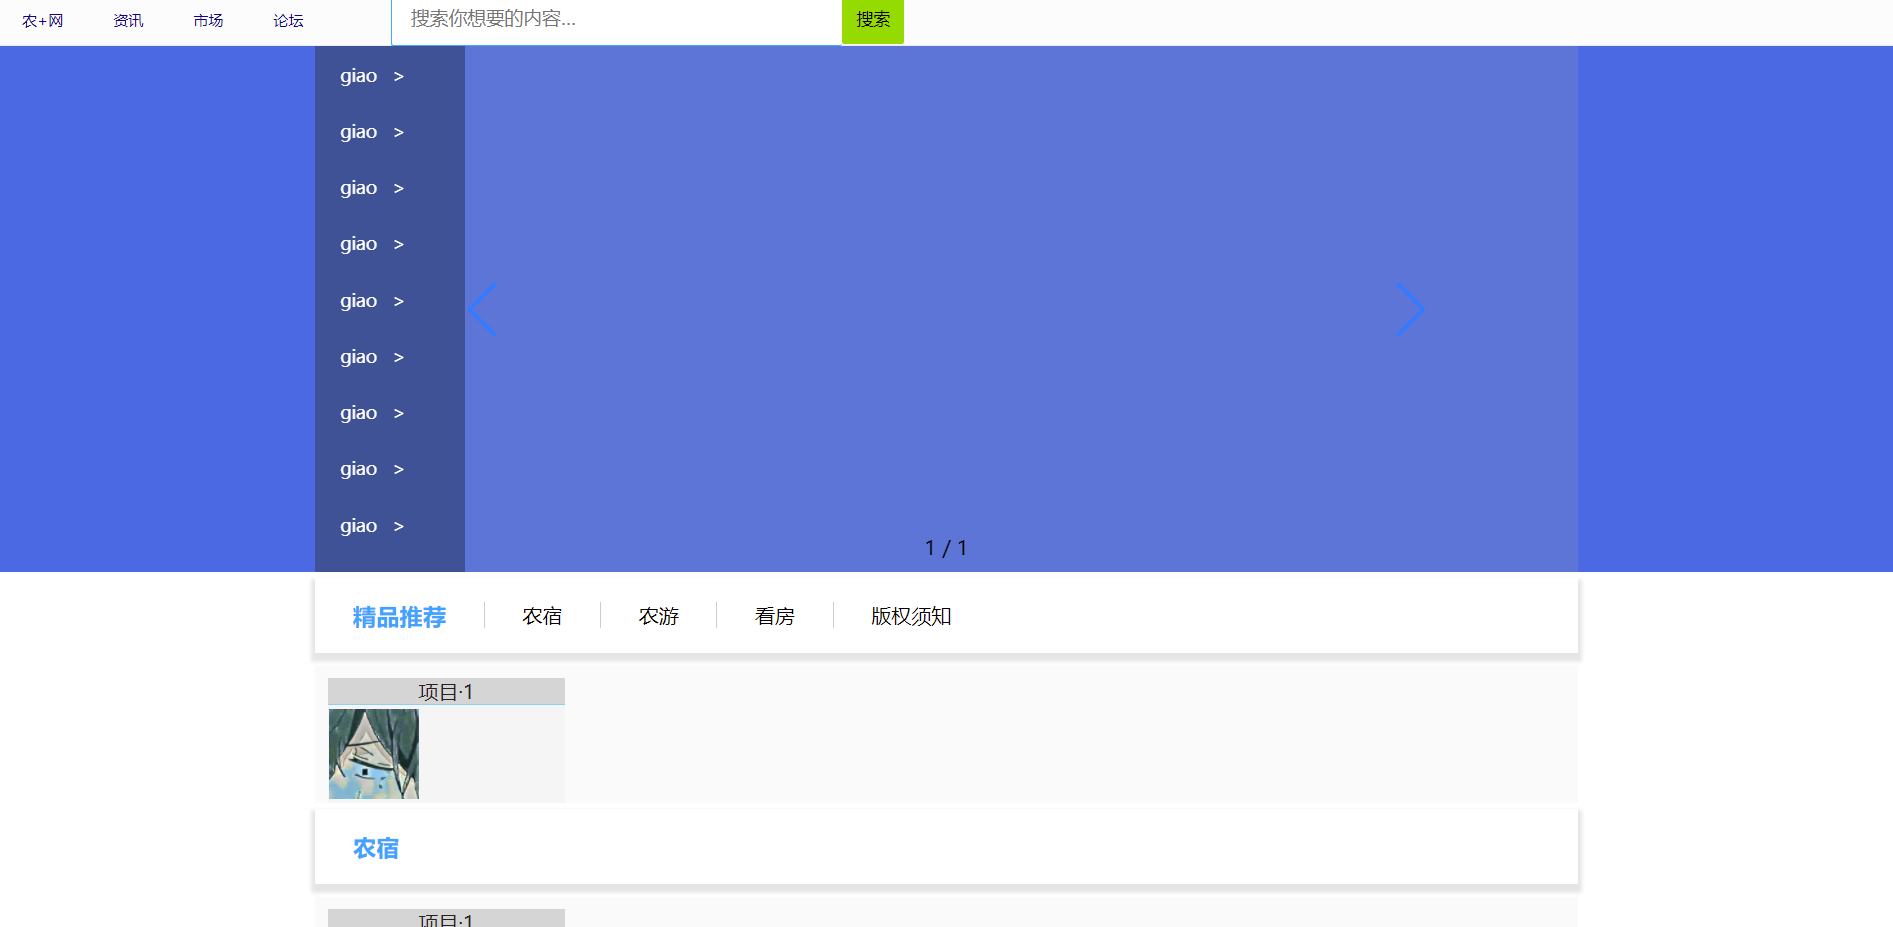 农+网 资讯 市场 论坛 搜索你想要的内容... 搜索
giao >
giao >
giao >
giao >
giao >
giao >
giao >
giao >
giao >
1 / 1
精品推荐 农宿 农游 看房 版权须知
项目·1
农宿
项目·1